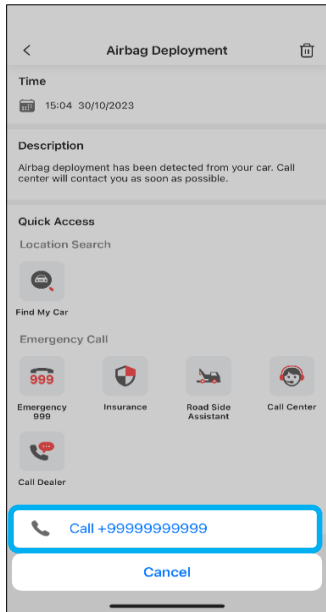 Airbag Deployment
Time
15:04 30/10/2023
Description
Airbag deployment has been detected from your car. Call
center will contact you as soon as possible.
Quick Access
Location Search
Find My Car
Emergency Call
999
Emergency
999
Insurance
Road Side
Assistant
Call Center
Call Dealer
Call +99999999999
Cancel